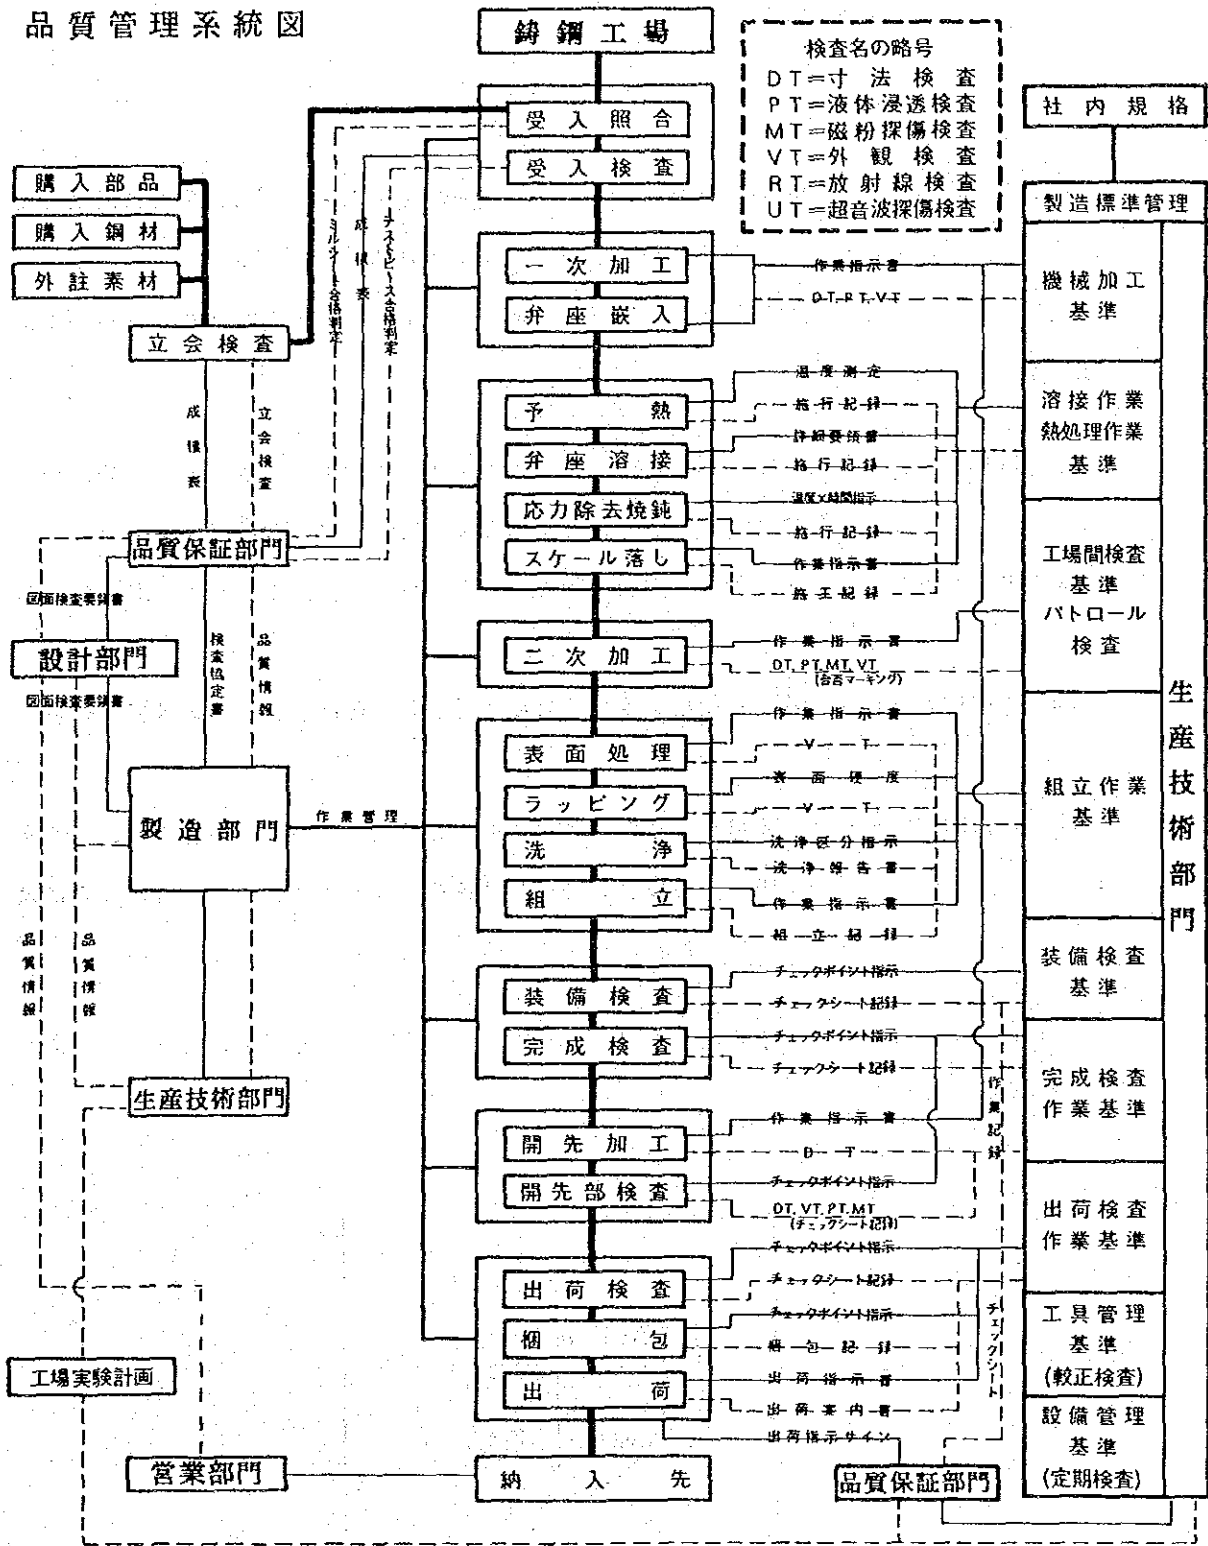 品質管理系統図
鋳鋼工場
検査名の略号
DT=寸法検査
PT=液体浸透検査
MT=磁粉探傷検査
VT=外観検査
RT=放射線検査
UT=超音波探傷検査
社内規格
受入照合
受入検査
購入部品
購入鋼材
外註素材
立会検査
ミルシート合格判定
成績表
テストピース合格判定
製造標準管理
一次加工
弁座嵌入
作業指示書
DT.PT.VT
機械加工
基準
成績表
立会検査
予熱
弁座溶接
応力除去焼鈍
スケール落し
温度測定
施行記録
詳細要領書
施行記録
温度×時間指示
施行記録
作業指示書
施工記録
溶接作業
熱処理作業
基準
品質保証部門
図面検査要領書
設計部門
図面検査要領書
検査協定書
品質情報
工場間検査
基準
パトロール
検査
二次加工
作業指示書
DT.PT.MT.VT
(合否マーキング)
生産技術部門
製造部門
作業管理
表面処理
ラッピング
洗浄
組立
作業指示書
VT
表面硬度
VT
洗浄区分指示
洗浄報告書
作業指示書
組立記録
組立作業
基準
品質情報
品質情報
装備検査
完成検査
チェックポイント指示
チェックシート記録
チェックポイント指示
チェックシート記録
装備検査
基準
生産技術部門
完成検査
作業基準
作業記録
開先加工
開先部検査
作業指示書
DT
チェックポイント指示
DT.VT.PT.MT
(チェックシート記録)
出荷検査
作業基準
出荷検査
梱包
出荷
チェックポイント指示
チェックシート記録
チェックポイント指示
梱包記録
出荷指示書
出荷案内書
出荷指示サイン
チェックシート
工具管理
基準
(較正検査)
工場実験計画
設備管理
基準
(定期検査)
営業部門
納入先
品質保証部門